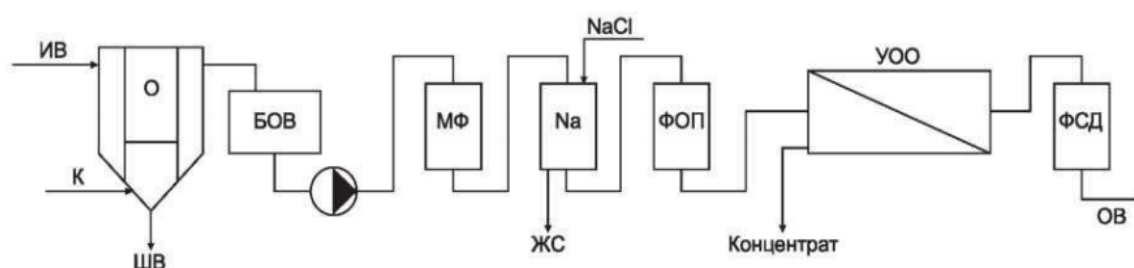 NaCl
ИВ
УОО
О
БОВ
МФ
Na
ФОП
ФСД
К
ОВ
ШВ
ЖС
Концентрат